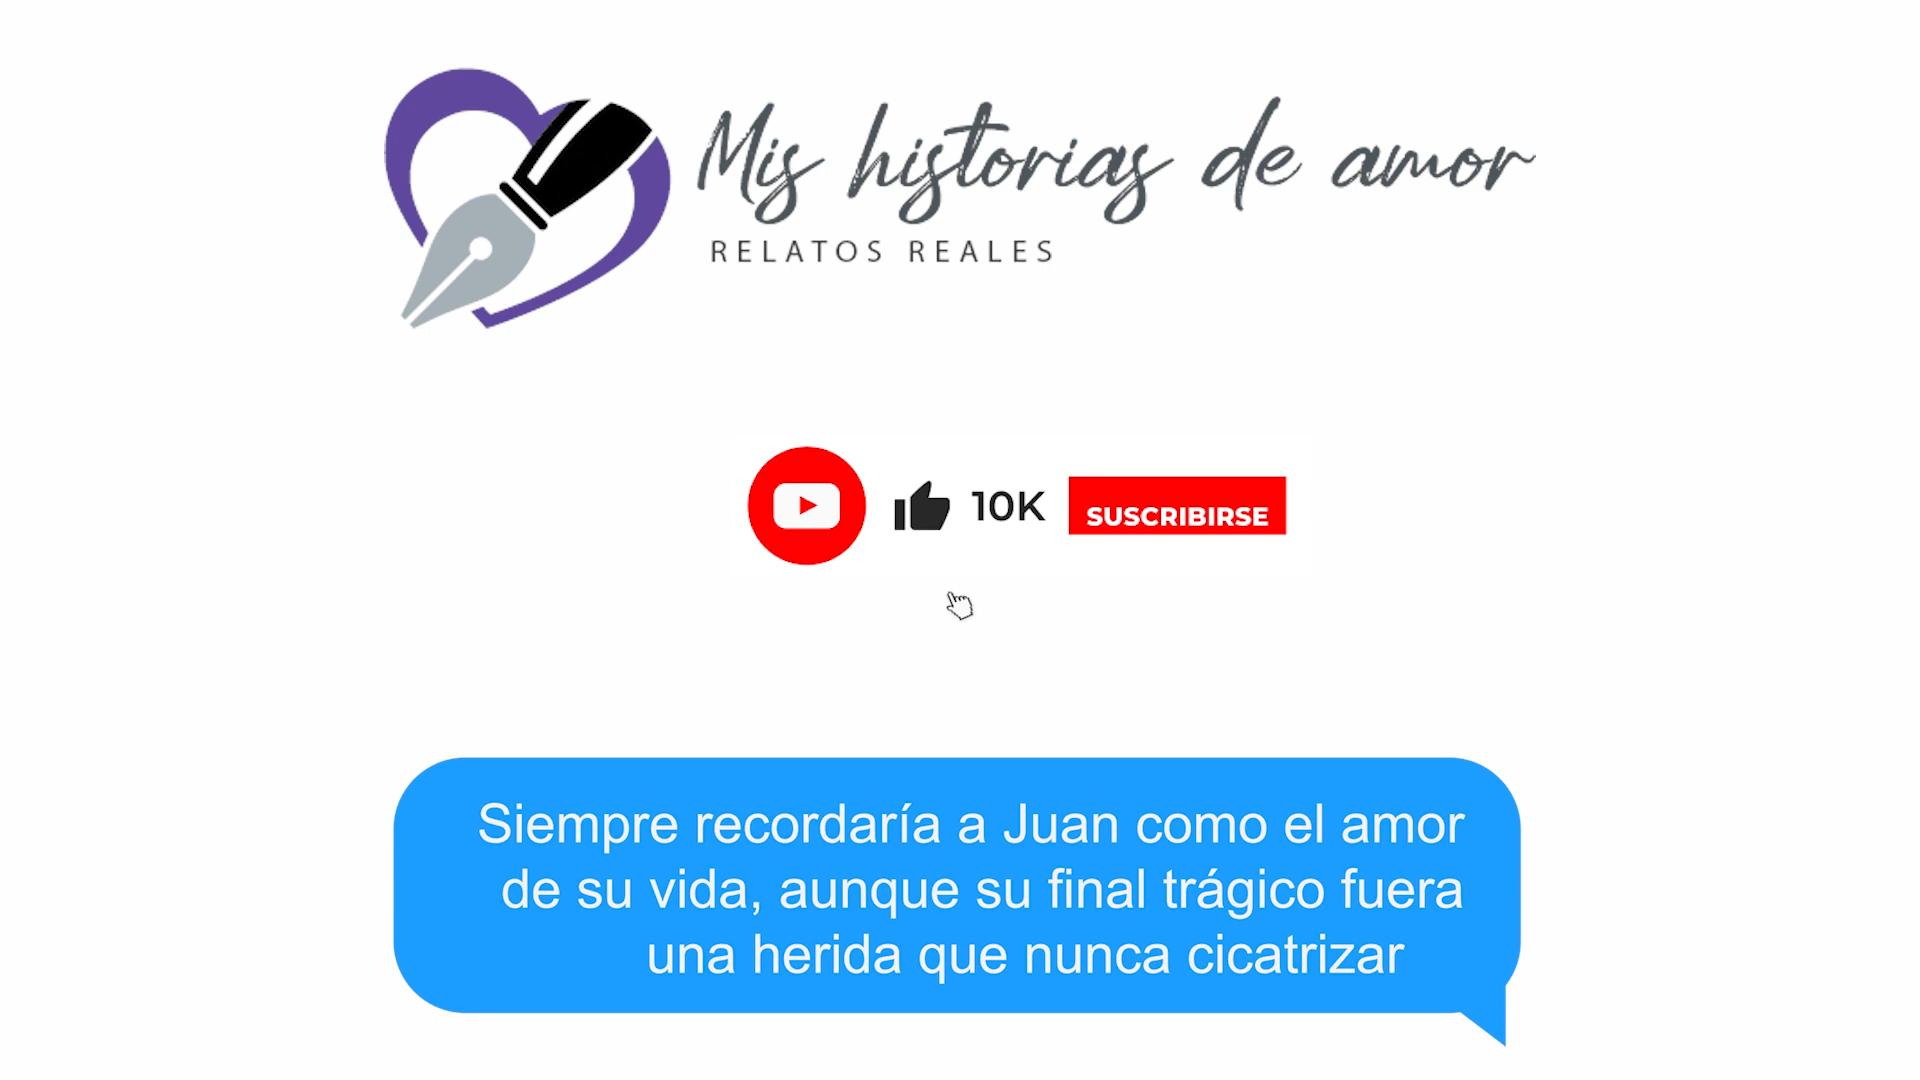 Mis historias de amor
RELATOS REALES
10K
SUSCRIBIRSE
Siempre recordaría a Juan como el amor
de su vida, aunque su final trágico fuera
una herida que nunca cicatrizar